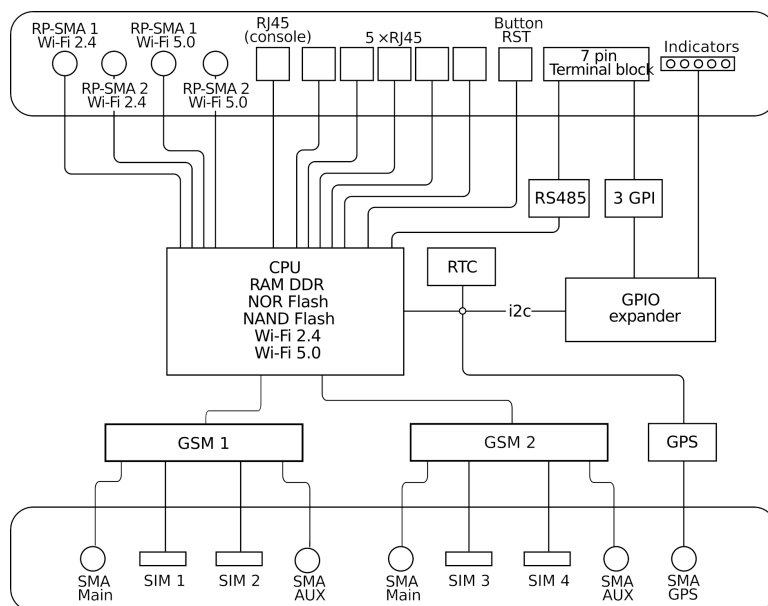 RP-SMA 1
Wi-Fi 2.4
RP-SMA 1
Wi-Fi 5.0
RP-SMA 2
Wi-Fi 2.4
RP-SMA 2
Wi-Fi 5.0
RJ45
(console)
5 ×RJ45
Button
RST
7 pin
Terminal block
Indicators
RS485
3 GPI
CPU
RAM DDR
NOR Flash
NAND Flash
Wi-Fi 2.4
Wi-Fi 5.0
RTC
i2c
GPIO
expander
GSM 1
GSM 2
GPS
SMA
Main
SIM 1
SIM 2
SMA
AUX
SMA
Main
SIM 3
SIM 4
SMA
AUX
SMA
GPS